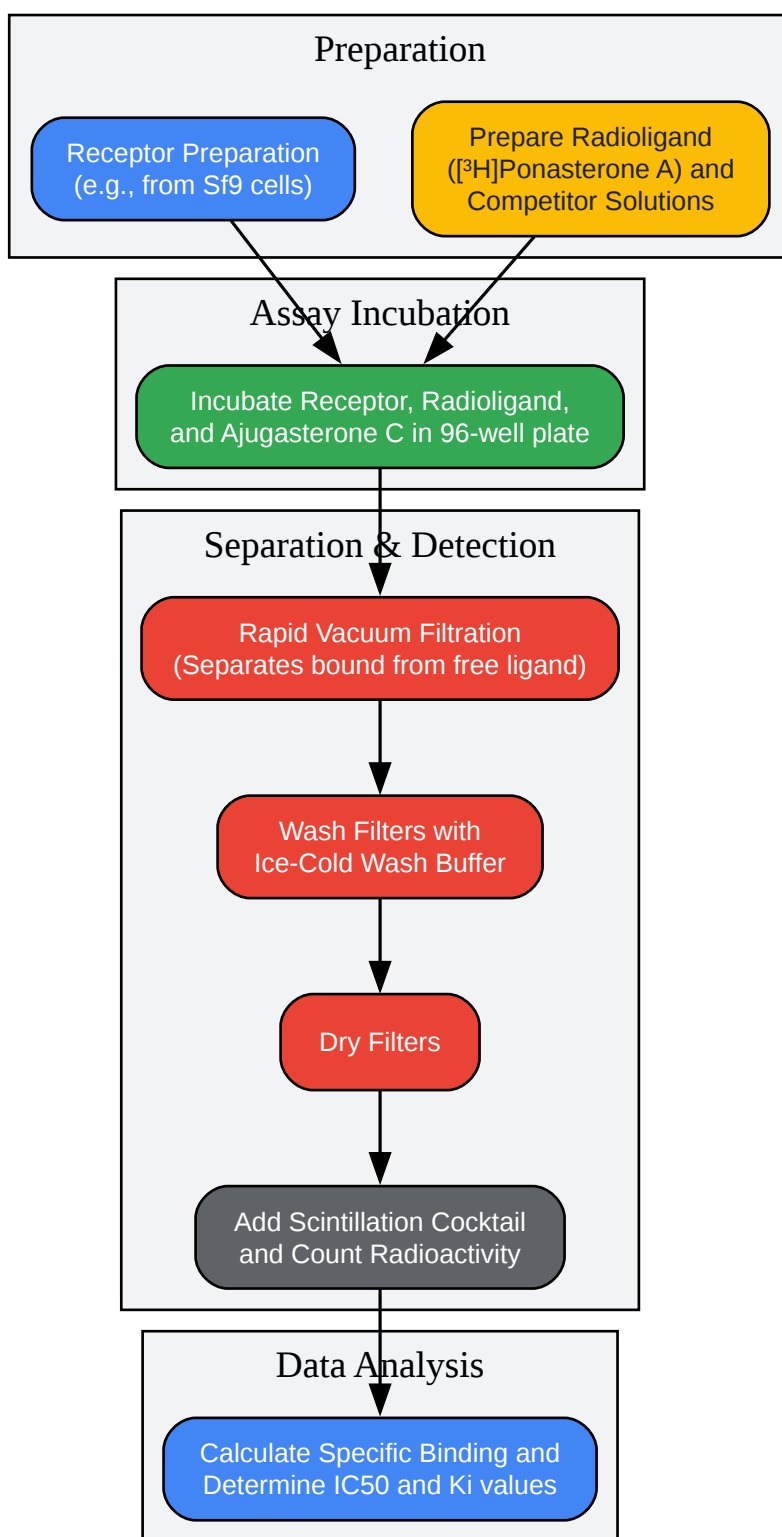 Preparation
Receptor Preparation
(e.g., from Sf9 cells)
Prepare Radioligand
([³H]Ponasterone A) and
Competitor Solutions
Assay Incubation
Incubate Receptor, Radioligand,
and Ajugasterone C in 96-well plate
Separation & Detection
Rapid Vacuum Filtration
(Separates bound from free ligand)
Wash Filters with
Ice-Cold Wash Buffer
Dry Filters
Add Scintillation Cocktail
and Count Radioactivity
Data Analysis
Calculate Specific Binding and
Determine IC50 and Ki values